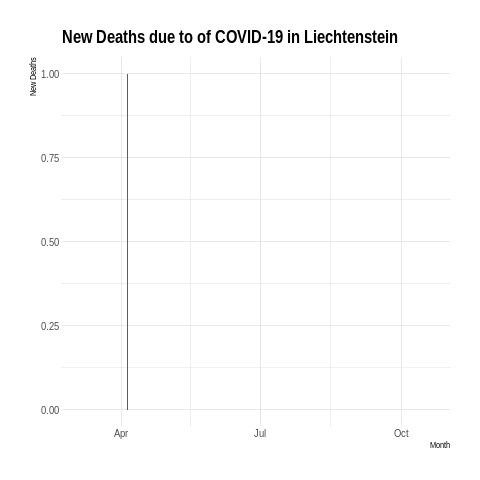 New Deaths due to of COVID-19 in Liechtenstein
New Deaths
1.00
0.75
0.50
0.25
0.00
Apr Jul Oct
Month